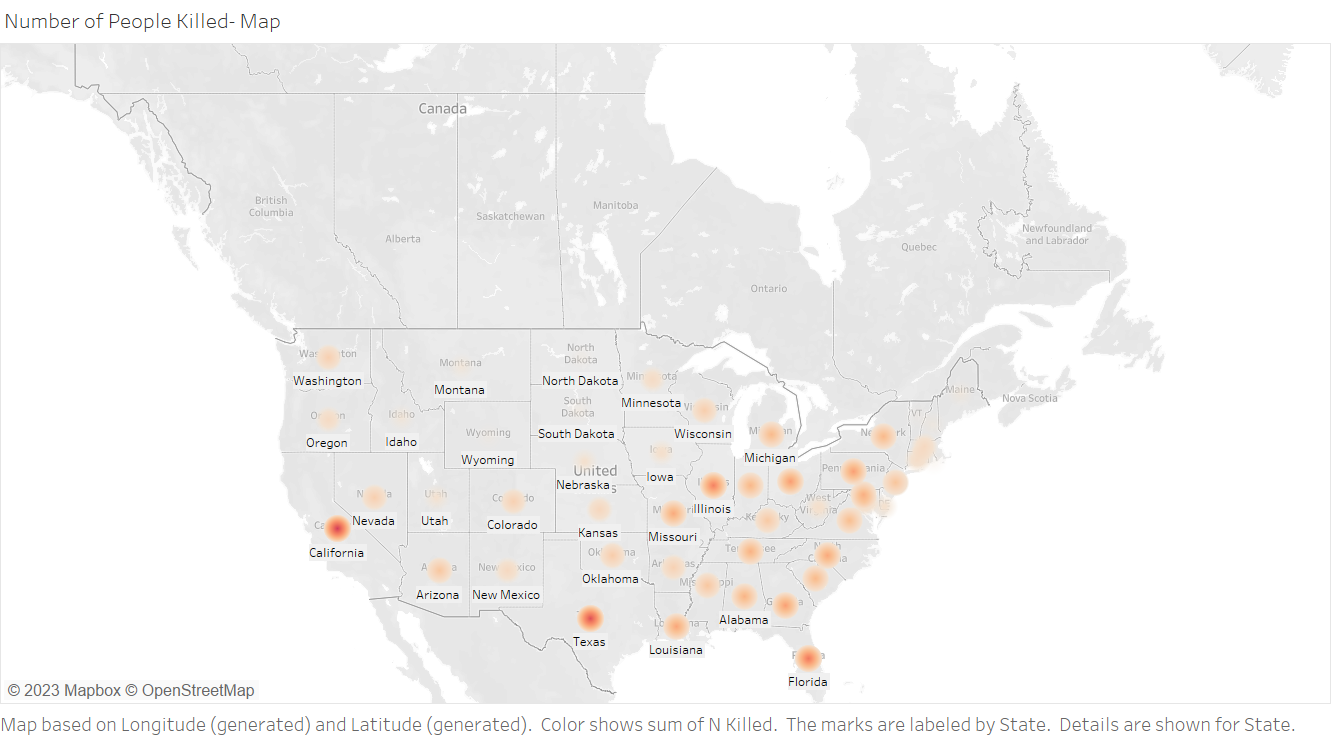 Number of People Killed- Map
Canada
British
Columbia
Alberta
Saskatchewan
Manitoba
Ontario
Quebec
Newfoundland
and Labrador
Nova Scotia
Maine
VT
Washington
Montana
Montana
North
Dakota
North Dakota
Minnesota
Oregon
Idaho
Idaho
South
Dakota
South Dakota
Wisconsin
Wyoming
Wyoming
Michigan
United
Nebraska
Iowa
Utah
Utah
Nevada
Colorado
Kansas
Missouri
Illinois
West
California
Arizona
New Mexico
Oklahoma
Texas
Louisiana
Alabama
Florida
© 2023 Mapbox © OpenStreetMap
Map based on Longitude (generated) and Latitude (generated).  Color shows sum of N Killed.  The marks are labeled by State.  Details are shown for State.